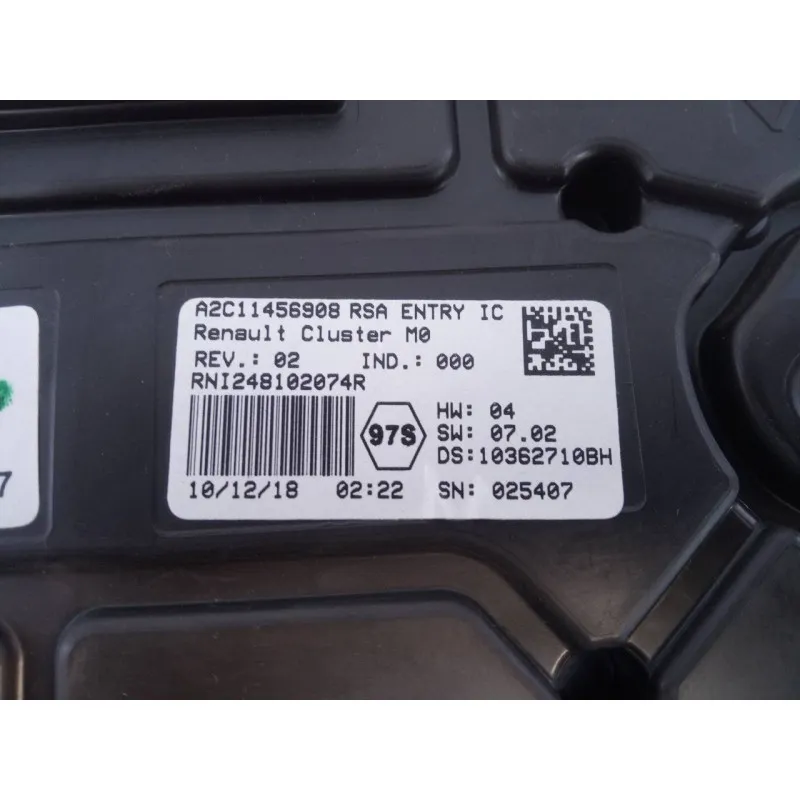 A2C11456908 RSA ENTRY IC
Renault Cluster M0
REV.: 02 IND.: 000
RNI248102074R
97S
HW: 04
SW: 07.02
DS:10362710BH
10/12/18 02:22 SN: 025407
7